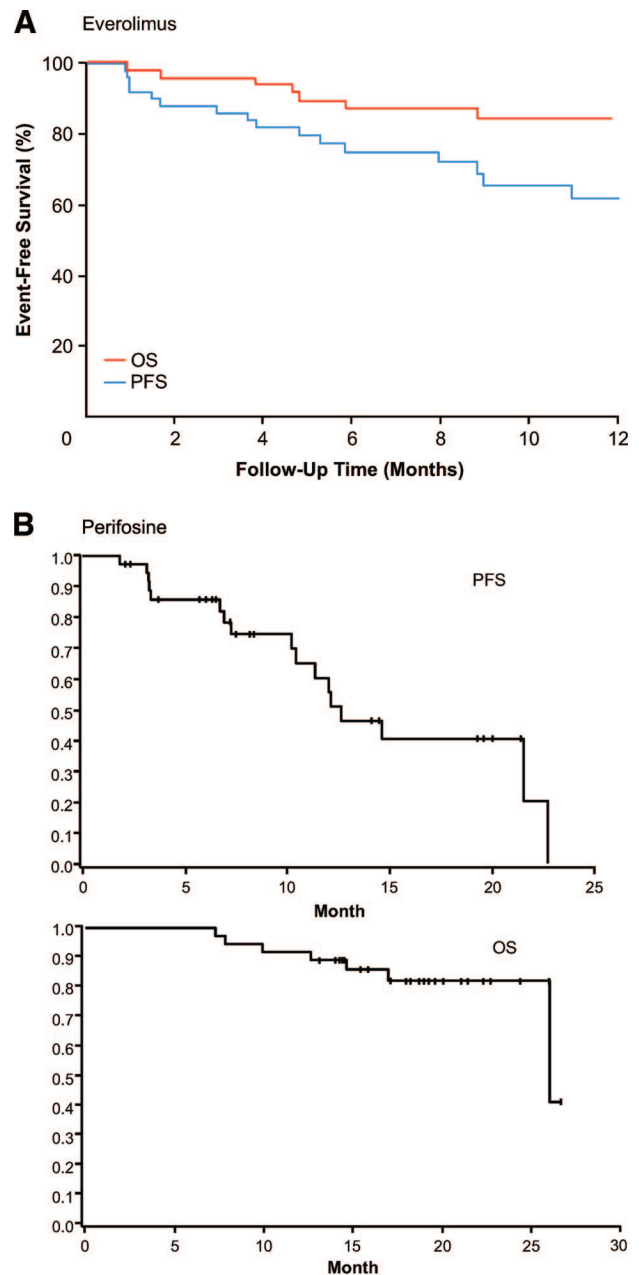 A Everolimus
100
80
60
40
20
0
Event-Free Survival (%)
OS
PFS
2 4 6 8 10 12
Follow-Up Time (Months)
B Perifosine
PFS
1.0
0.9
0.8
0.7
0.6
0.5
0.4
0.3
0.2
0.1
0.0
0 5 10 15 20 25
Month
OS
1.0
0.9
0.8
0.7
0.6
0.5
0.4
0.3
0.2
0.1
0.0
0 5 10 15 20 25 30
Month